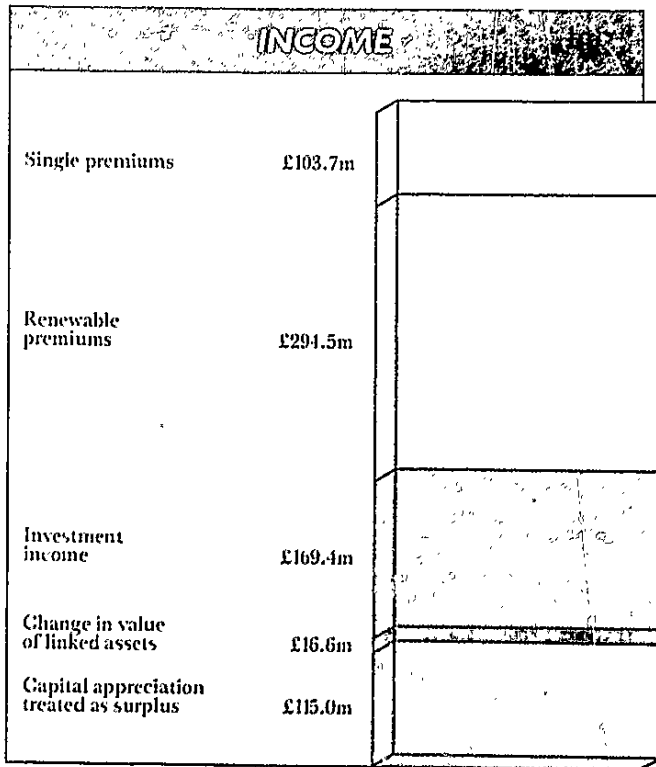 INCOME
Single premiums £103.7m
Renewable
premiums £294.5m
Investment
income £169.4m
Change in value
of linked assets £16.6m
Capital appreciation
treated as surplus £115.0m